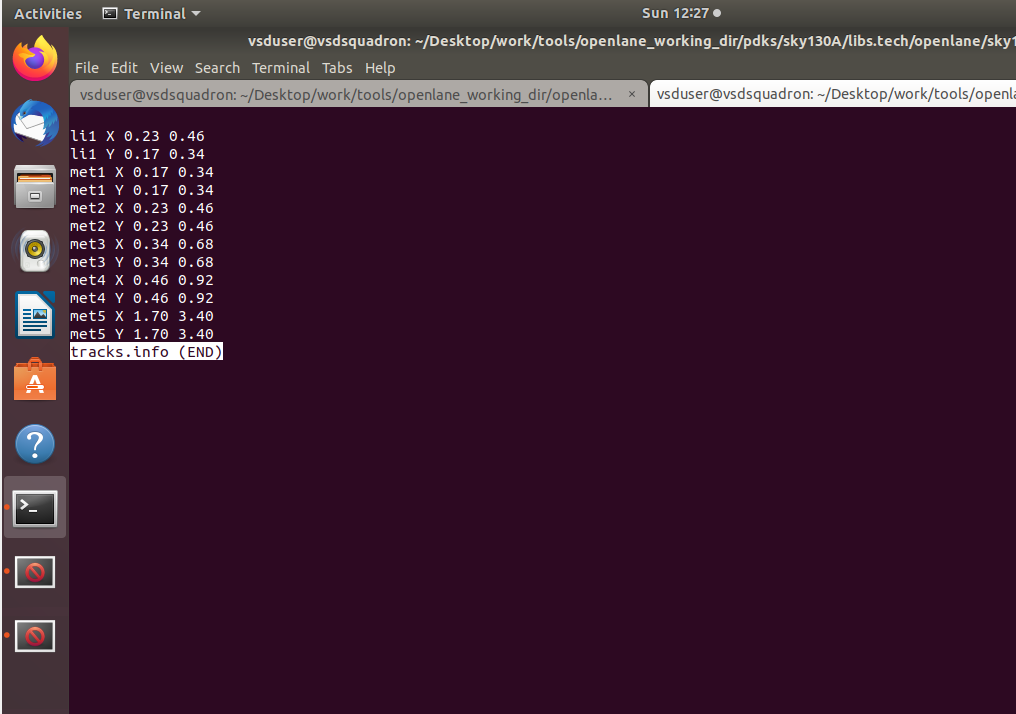 Activities Terminal Sun 12:27
vsduser@vsdsquadron: ~/Desktop/work/tools/openlane_working_dir/pdks/sky130A/libs.tech/openlane/sky1
File Edit View Search Terminal Tabs Help
vsduser@vsdsquadron: ~/Desktop/work/tools/openlane_working_dir/openla... × vsduser@vsdsquadron: ~/Desktop/work/tools/openla
li1 X 0.23 0.46
li1 Y 0.17 0.34
met1 X 0.17 0.34
met1 Y 0.17 0.34
met2 X 0.23 0.46
met2 Y 0.23 0.46
met3 X 0.34 0.68
met3 Y 0.34 0.68
met4 X 0.46 0.92
met4 Y 0.46 0.92
met5 X 1.70 3.40
met5 Y 1.70 3.40
tracks.info (END)